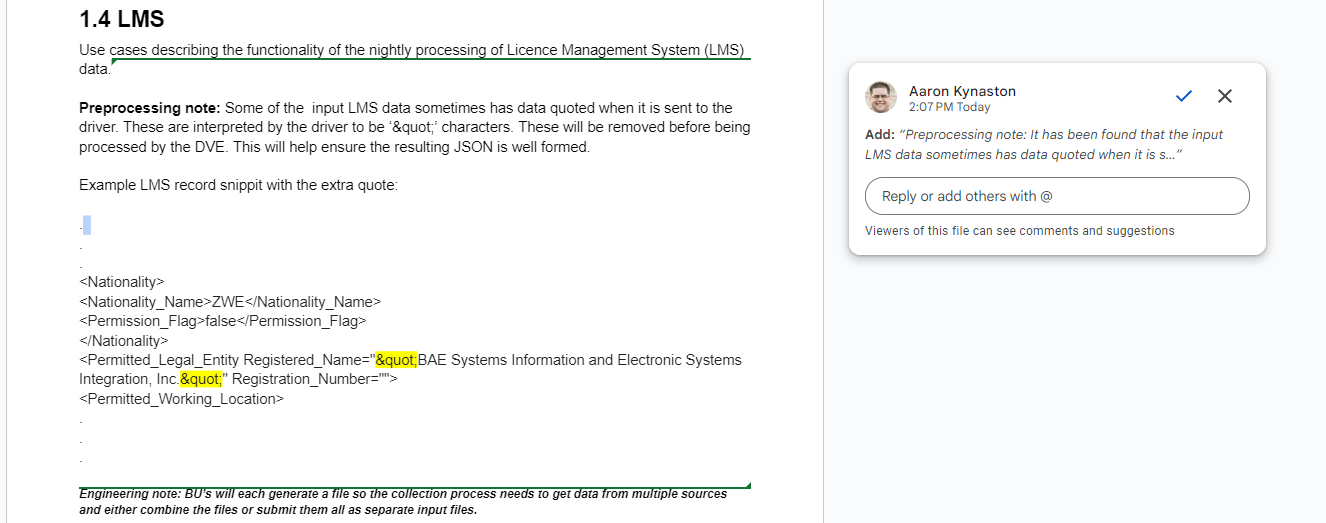 1.4 LMS
Use cases describing the functionality of the nightly processing of Licence Management System (LMS)
data.
Preprocessing note: Some of the  input LMS data sometimes has data quoted when it is sent to the
driver. These are interpreted by the driver to be ‘&quot;’ characters. These will be removed before being
processed by the DVE. This will help ensure the resulting JSON is well formed.
Example LMS record snippit with the extra quote:
.
.
.
<Nationality>
<Nationality_Name>ZWE</Nationality_Name>
<Permission_Flag>false</Permission_Flag>
</Nationality>
<Permitted_Legal_Entity Registered_Name="&quot;BAE Systems Information and Electronic Systems
Integration, Inc.&quot;" Registration_Number="">
<Permitted_Working_Location>
.
.
.
Engineering note: BU's will each generate a file so the collection process needs to get data from multiple sources
and either combine the files or submit them all as separate input files.
Aaron Kynaston
2:07 PM Today
Add: “Preprocessing note: It has been found that the input
LMS data sometimes has data quoted when it is s...”
Reply or add others with @
Viewers of this file can see comments and suggestions